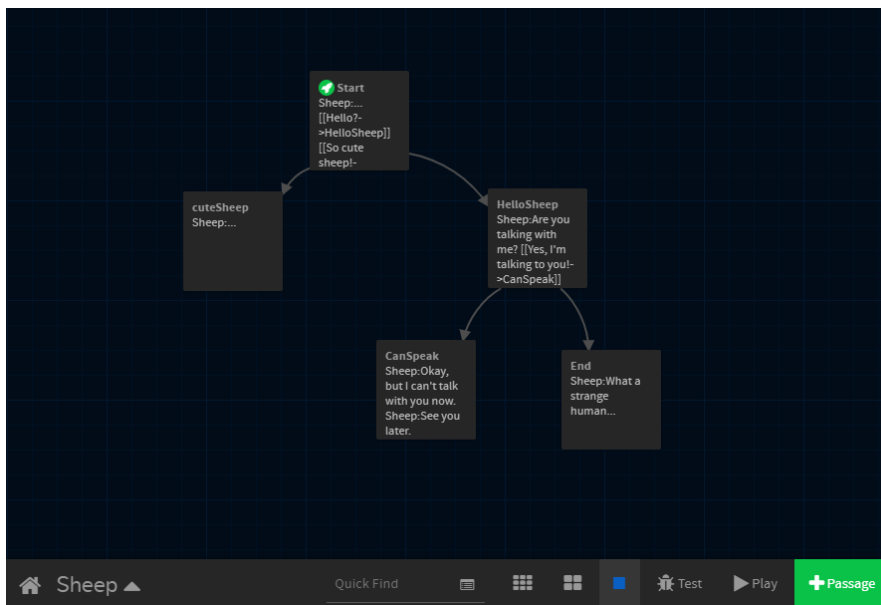 Start
Sheep:...
[[Hello?-
>HelloSheep]]
[[So cute
sheep!-
cuteSheep
Sheep:...
HelloSheep
Sheep:Are you
talking with
me? [[Yes, I'm
talking to you!-
>CanSpeak]]
CanSpeak
Sheep:Okay,
but I can't talk
with you now.
Sheep:See you
later.
End
Sheep:What a
strange
human...
Sheep
Quick Find
Test
Play
Passage